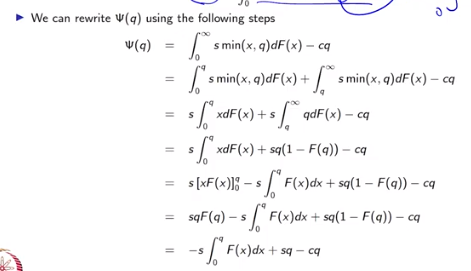 ▶ We can rewrite Ψ(q) using the following steps
Ψ(q) = ∫₀^∞ s min(x, q)dF(x) − cq
= ∫₀^q s min(x, q)dF(x) + ∫_q^∞ s min(x, q)dF(x) − cq
= s ∫₀^q xdF(x) + s ∫_q^∞ qdF(x) − cq
= s ∫₀^q xdF(x) + sq(1 − F(q)) − cq
= s [xF(x)]₀^q − s ∫₀^q F(x)dx + sq(1 − F(q)) − cq
= sqF(q) − s ∫₀^q F(x)dx + sq(1 − F(q)) − cq
= −s ∫₀^q F(x)dx + sq − cq